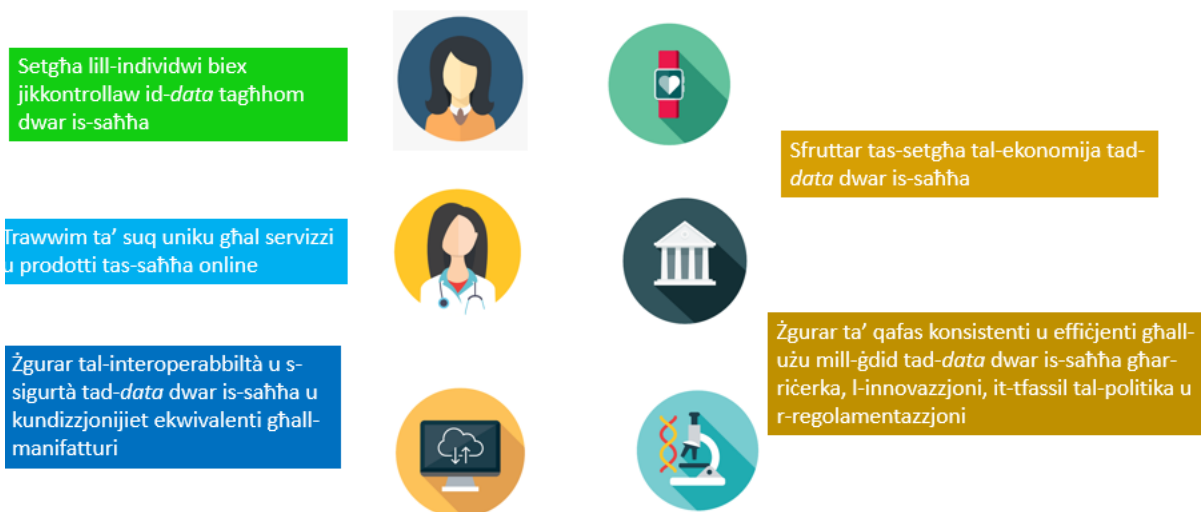 Setgħa lill-individwi biex
jikkontrollaw id-data tagħhom
dwar is-saħħa
Sfruttar tas-setgħa tal-ekonomija tad-
data dwar is-saħħa
Trawwim ta’ suq uniku għal servizzi
u prodotti tas-saħħa online
Żgurar ta’ qafas konsistenti u effiċjenti għall-
użu mill-ġdid tad-data dwar is-saħħa għar-
riċerka, l-innovazzjoni, it-tfassil tal-politika u
r-regolamentazzjoni
Żgurar tal-interoperabbiltà u s-
sigurtà tad-data dwar is-saħħa u
kundizzjonijiet ekwivalenti għall-
manifatturi